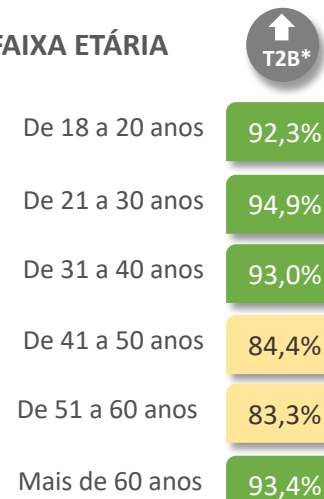 FAIXA ETÁRIA
T2B*
De 18 a 20 anos 92,3%
De 21 a 30 anos 94,9%
De 31 a 40 anos 93,0%
De 41 a 50 anos 84,4%
De 51 a 60 anos 83,3%
Mais de 60 anos 93,4%